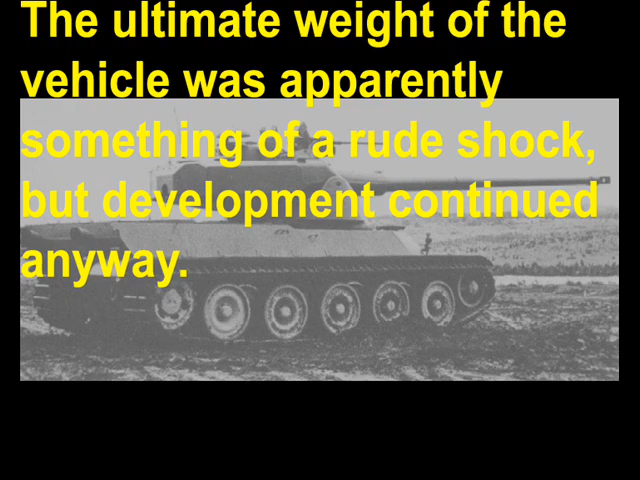 The ultimate weight of the
vehicle was apparently
something of a rude shock,
but development continued
anyway.